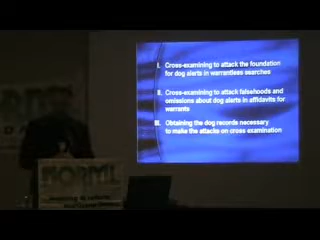 I. Cross-examining to attack the foundation
for dog alerts in warrantless searches
II. Cross-examining to attack falsehoods and
omissions about dog alerts in affidavits for
warrants
III. Obtaining the dog records necessary
to make the attacks on cross examination
NORML